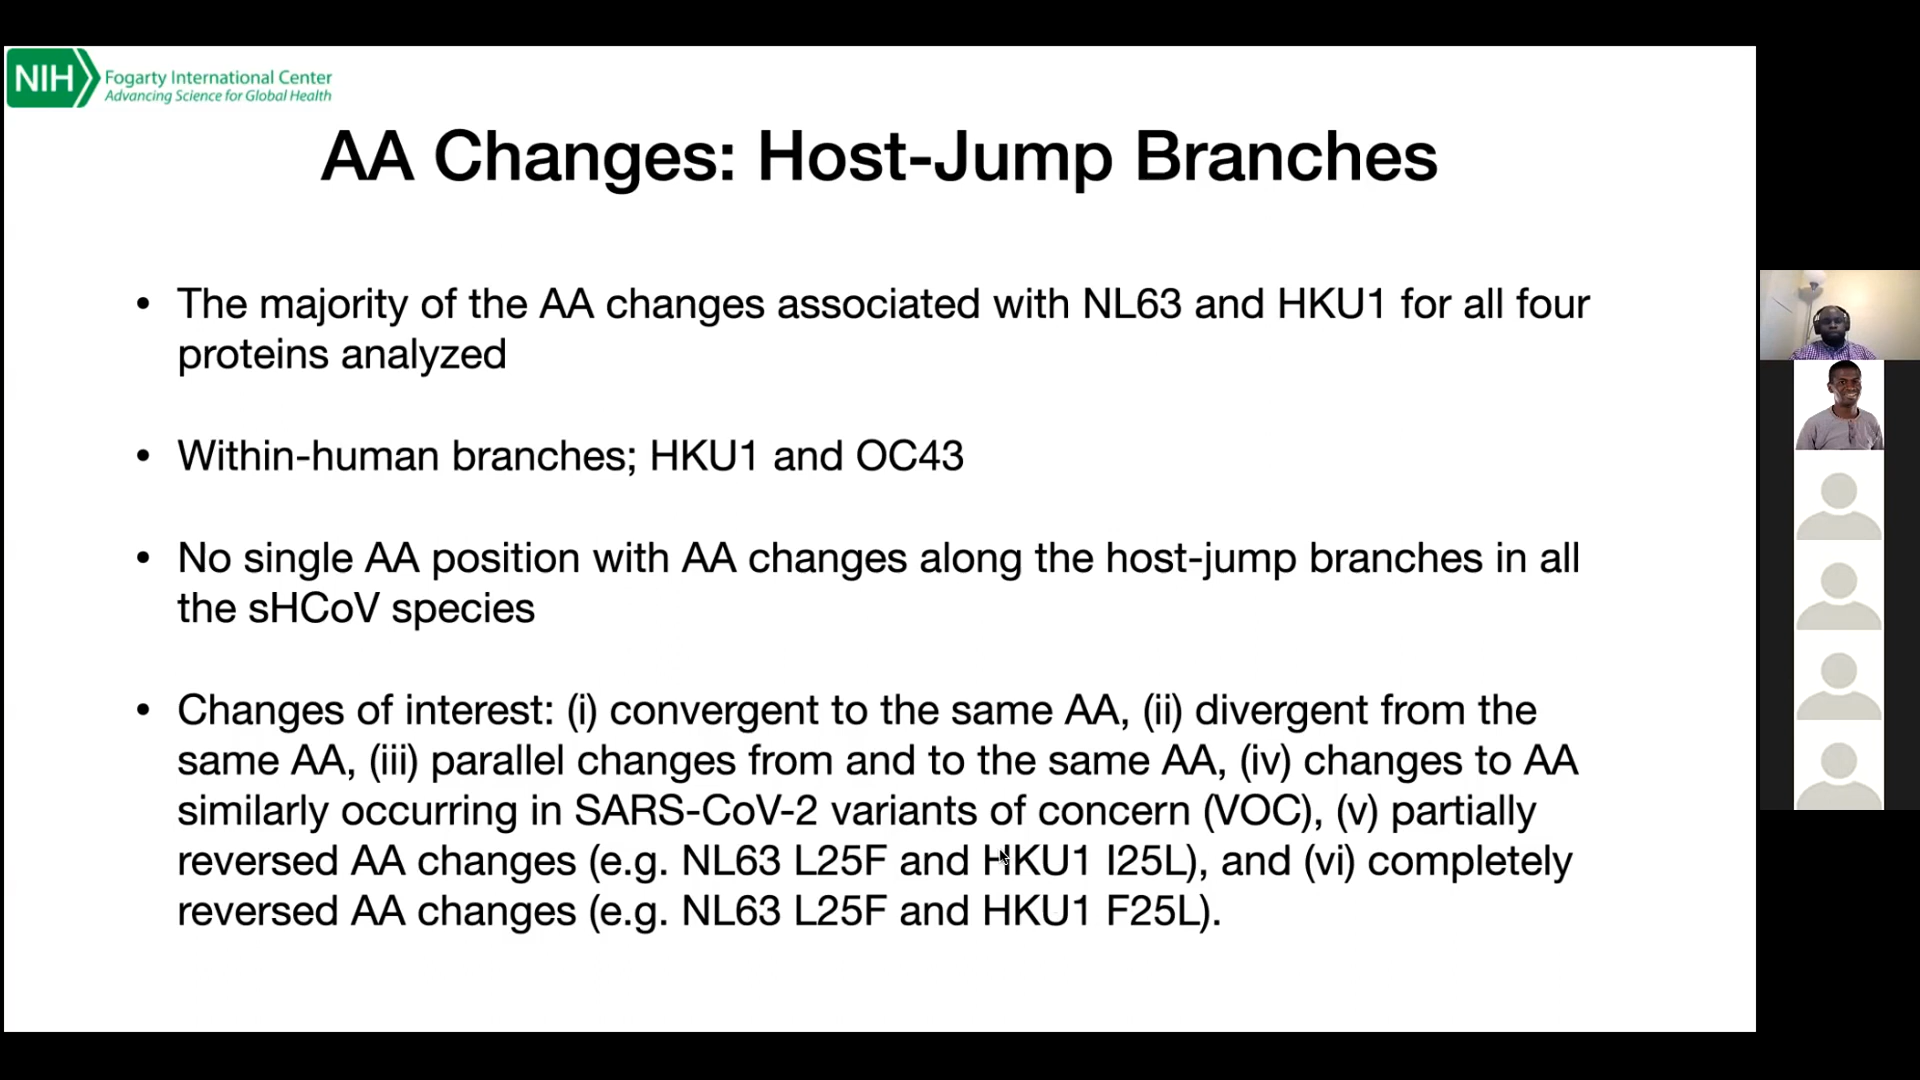 NIH
Fogarty International Center
Advancing Science for Global Health
AA Changes: Host-Jump Branches
• The majority of the AA changes associated with NL63 and HKU1 for all four
proteins analyzed
• Within-human branches; HKU1 and OC43
• No single AA position with AA changes along the host-jump branches in all
the sHCoV species
• Changes of interest: (i) convergent to the same AA, (ii) divergent from the
same AA, (iii) parallel changes from and to the same AA, (iv) changes to AA
similarly occurring in SARS-CoV-2 variants of concern (VOC), (v) partially
reversed AA changes (e.g. NL63 L25F and HKU1 I25L), and (vi) completely
reversed AA changes (e.g. NL63 L25F and HKU1 F25L).